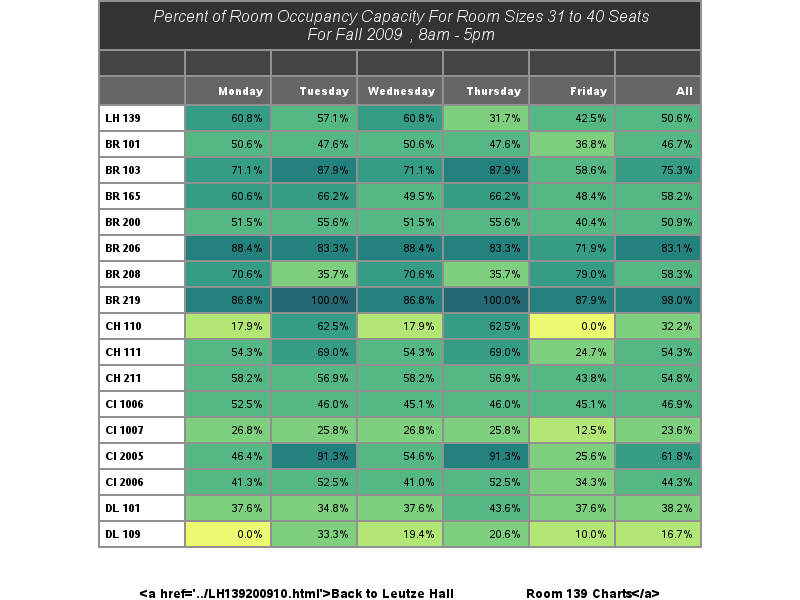 Percent of Room Occupancy Capacity For Room Sizes 31 to 40 Seats
For Fall 2009 , 8am - 5pm
Monday Tuesday Wednesday Thursday Friday All
LH 139 60.8% 57.1% 60.8% 31.7% 42.5% 50.6%
BR 101 50.6% 47.6% 50.6% 47.6% 36.8% 46.7%
BR 103 71.1% 87.9% 71.1% 87.9% 58.6% 75.3%
BR 165 60.6% 66.2% 49.5% 66.2% 48.4% 58.2%
BR 200 51.5% 55.6% 51.5% 55.6% 40.4% 50.9%
BR 206 88.4% 83.3% 88.4% 83.3% 71.9% 83.1%
BR 208 70.6% 35.7% 70.6% 35.7% 79.0% 58.3%
BR 219 86.8% 100.0% 86.8% 100.0% 87.9% 98.0%
CH 110 17.9% 62.5% 17.9% 62.5% 0.0% 32.2%
CH 111 54.3% 69.0% 54.3% 69.0% 24.7% 54.3%
CH 211 58.2% 56.9% 58.2% 56.9% 43.8% 54.8%
CI 1006 52.5% 46.0% 45.1% 46.0% 45.1% 46.9%
CI 1007 26.8% 25.8% 26.8% 25.8% 12.5% 23.6%
CI 2005 46.4% 91.3% 54.6% 91.3% 25.6% 61.8%
CI 2006 41.3% 52.5% 41.0% 52.5% 34.3% 44.3%
DL 101 37.6% 34.8% 37.6% 43.6% 37.6% 38.2%
DL 109 0.0% 33.3% 19.4% 20.6% 10.0% 16.7%
<a href='../LH139200910.html'>Back to Leutze Hall Room 139 Charts</a>